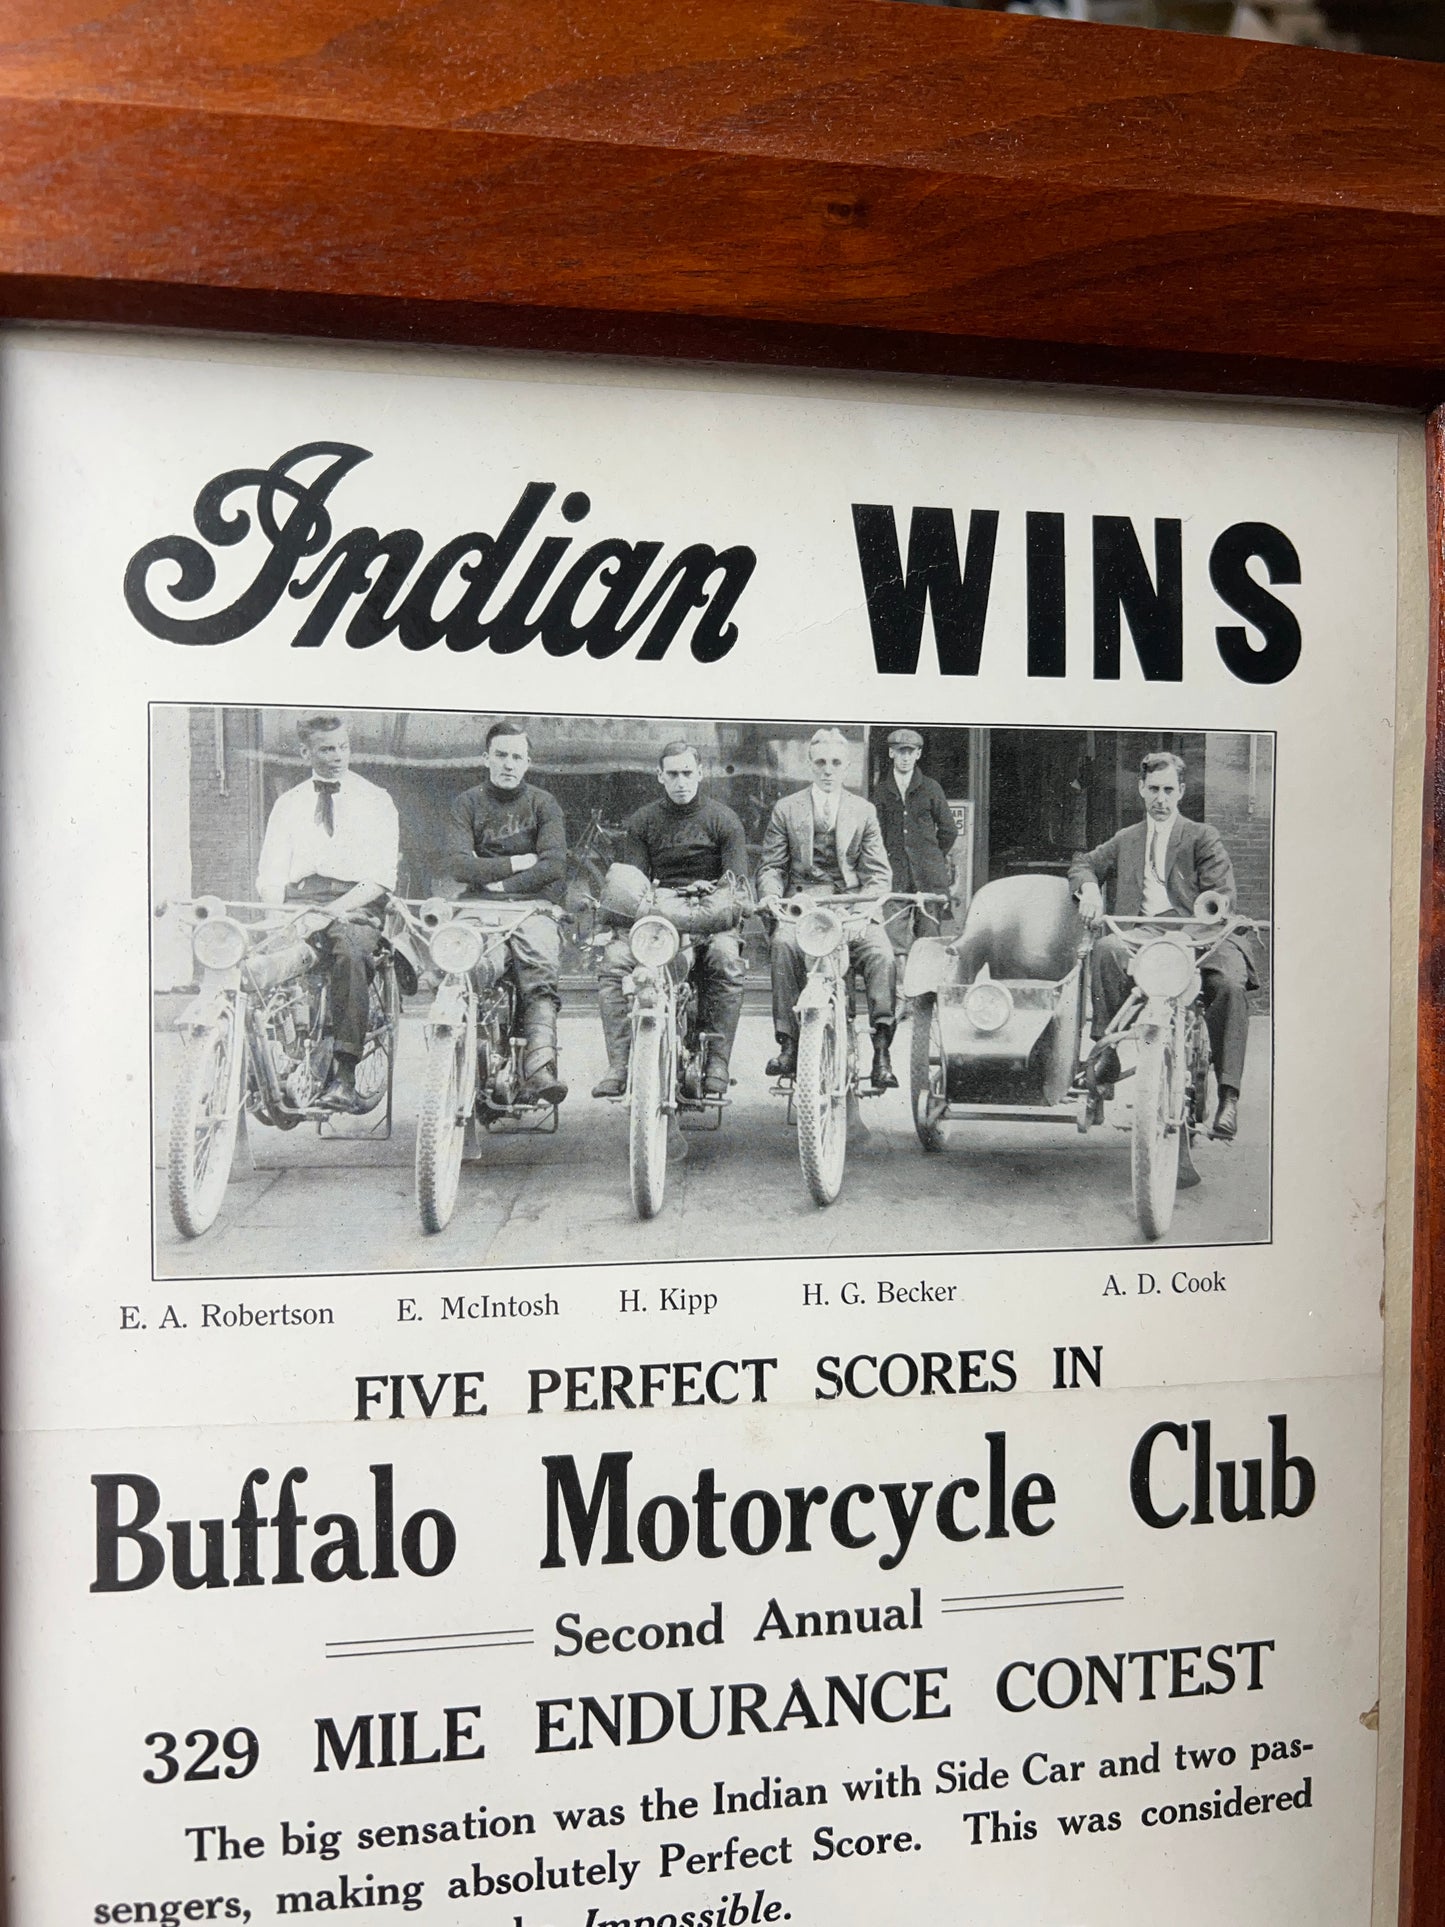 Indian WINS
Indian
E. A. Robertson E. McIntosh H. Kipp H. G. Becker A. D. Cook
FIVE PERFECT SCORES IN
Buffalo Motorcycle Club
Second Annual
329 MILE ENDURANCE CONTEST
The big sensation was the Indian with Side Car and two pas-
sengers, making absolutely Perfect Score. This was considered
Impossible.